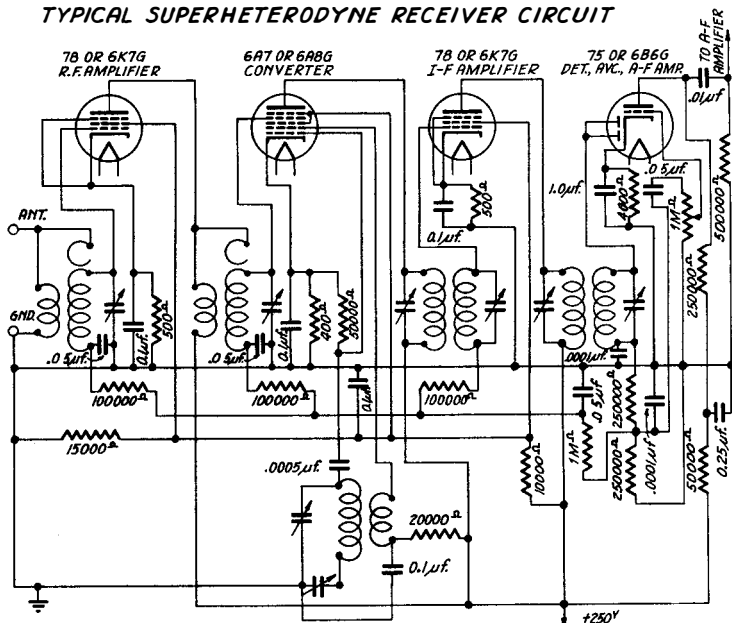 TYPICAL SUPERHETERODYNE RECEIVER CIRCUIT
78 OR 6K7G
R.F. AMPLIFIER
6A7 OR 6A8G
CONVERTER
78 OR 6K7G
I-F AMPLIFIER
75 OR 6B6G
DET., AVC., A-F AMP.
TO A-F
AMPLIFIER
.01µf
ANT.
GND.
.05µf
0.1µf
500Ω
.05µf
0.1µf
400Ω
50000Ω
0.1µf.
500Ω
1.0µf.
4000Ω
.05µf.
1MΩ
250000Ω
500000Ω
.0001µf.
100000Ω
100000Ω
0.1µf
100000Ω
.05µf
250000Ω
.0001µf
0.25µf.
15000Ω
.0005µf.
10000Ω
1MΩ
250000Ω
50000Ω
20000Ω
0.1µf.
+250V